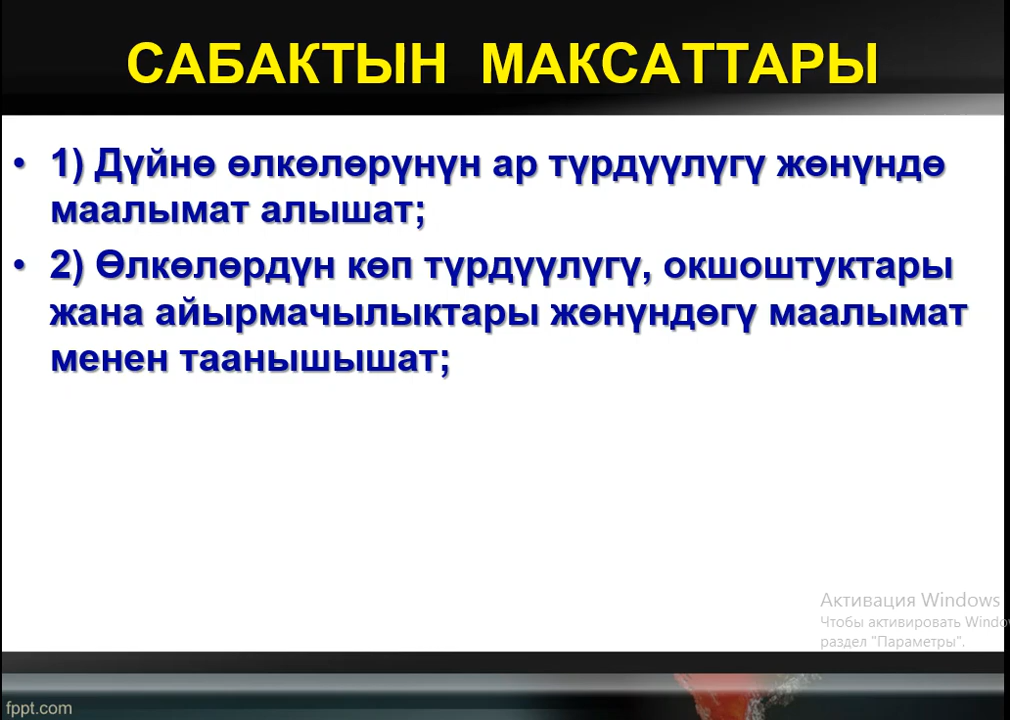 САБАКТЫН МАКСАТТАРЫ
• 1) Дүйнө өлкөлөрүнүн ар түрдүүлүгү жөнүндө
маалымат алышат;
• 2) Өлкөлөрдүн көп түрдүүлүгү, окшоштуктары
жана айырмачылыктары жөнүндөгү маалымат
менен таанышышат;
Активация Windows
Чтобы активировать Windo
раздел "Параметры".
fppt.com